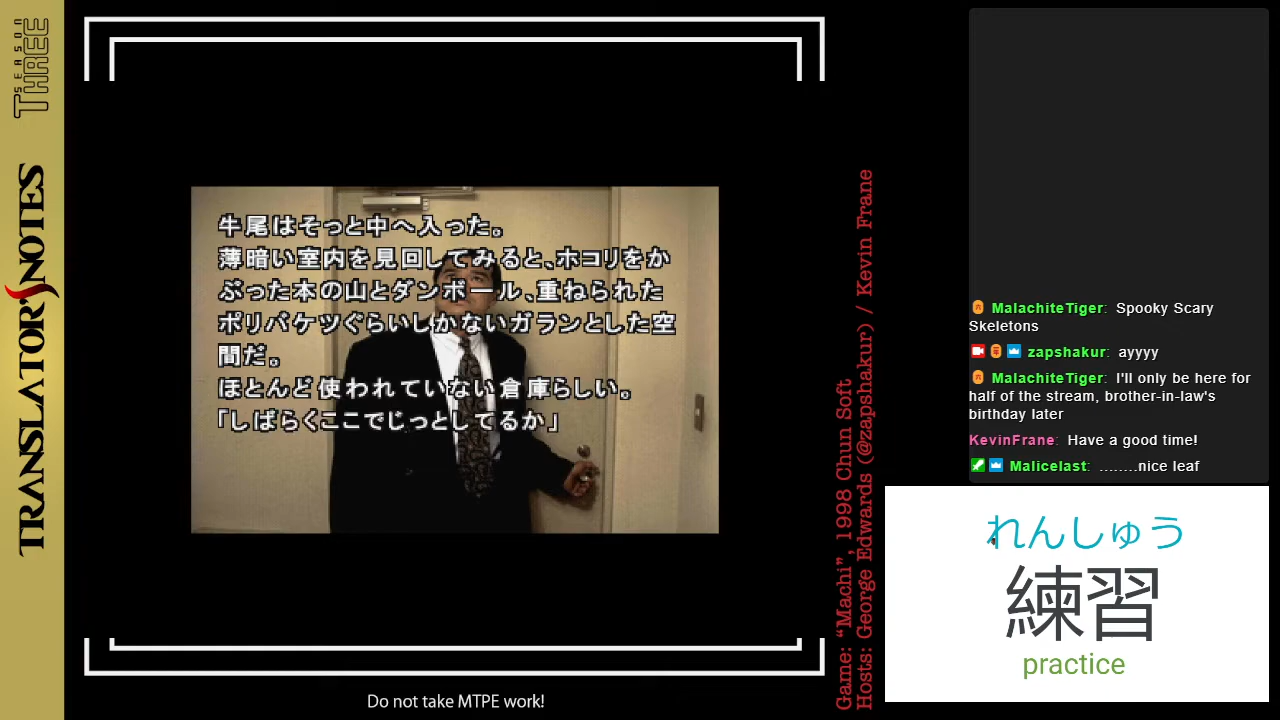 SEASON
THREE
TRANSLATOR'S NOTES
牛尾はそっと中へ入った。
薄暗い室内を見回してみると、ホコリをか
ぶった本の山とダンボール、重ねられた
ポリバケツぐらいしかないガランとした空
間だ。
ほとんど使われていない倉庫らしい。
「しばらくここでじっとしてるか」
Do not take MTPE work!
Game: "Machi", 1998 Chun Soft
Hosts: George Edwards (@zapshakur) / Kevin Frane
MalachiteTiger: Spooky Scary
Skeletons
zapshakur: ayyyy
MalachiteTiger: I'll only be here for
half of the stream, brother-in-law's
birthday later
KevinFrane: Have a good time!
Malicelast: ........nice leaf
れんしゅう
練習
practice